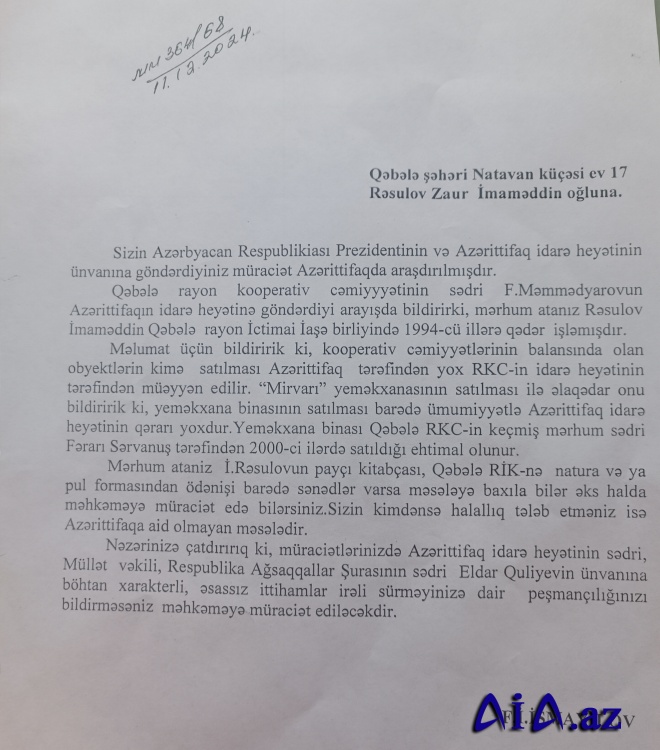 № 364/68
11.12.2024.
Qəbələ şəhəri Natavan küçəsi ev 17
Rəsulov Zaur İmaməddin oğluna.
Sizin Azərbyacan Respublikiası Prezidentinin və Azərittifaq idarə heyətinin
ünvanına göndərdiyiniz müraciət Azərittifaqda araşdırılmışdır.
Qəbələ rayon kooperativ cəmiyyyətinin sədri F.Məmmədyarovun
Azərittifaqın idarə heyətinə göndərdiyi arayışda bildirirki, mərhum atanız Rəsulov
İmaməddin Qəbələ rayon İctimai İaşə birliyində 1994-cü illərə qədər işləmışdır.
Məlumat üçün bildiririk ki, kooperativ cəmiyyətlərinin balansında olan
obyektlərin kimə satılması Azərittifaq tərəfindən yox RKC-in idarə heyətinin
tərəfindən müəyyən edilir. “Mirvarı” yeməkxanasının satılması ilə əlaqədar onu
bildiririk ki, yeməkxana binasının satılması barədə ümumiyyətlə Azərittifaq idarə
heyətinin qərarı yoxdur.Yeməkxana binası Qəbələ RKC-in keçmiş mərhum sədri
Fərarı Sərvanuş tərəfindən 2000-ci ilərdə satıldığı ehtimal olunur.
Mərhum ataniz İ.Rəsulovun payçı kitabçası, Qəbələ RİK-nə natura və ya
pul formasından ödənişi barədə sənədlər varsa məsələyə baxıla bilər əks halda
məhkəməyə müraciət edə bilərsiniz.Sizin kimdənsə halallıq tələb etməniz isə
Azərittifaqa aid olmayan məsələdir.
Nəzərinizə çatdırırıq ki, müraciətlərinizdə Azərittifaq idarə heyətinin sədri,
Müllət vəkili, Respublika Ağsaqqallar Şurasının sədri Eldar Quliyevin ünvanına
böhtan xarakterli, əsassız ittihamlar irəli sürməyinizə dair peşmançılığınızı
bildirməsəniz məhkəməyə müraciət ediləcəkdir.
AİA.az